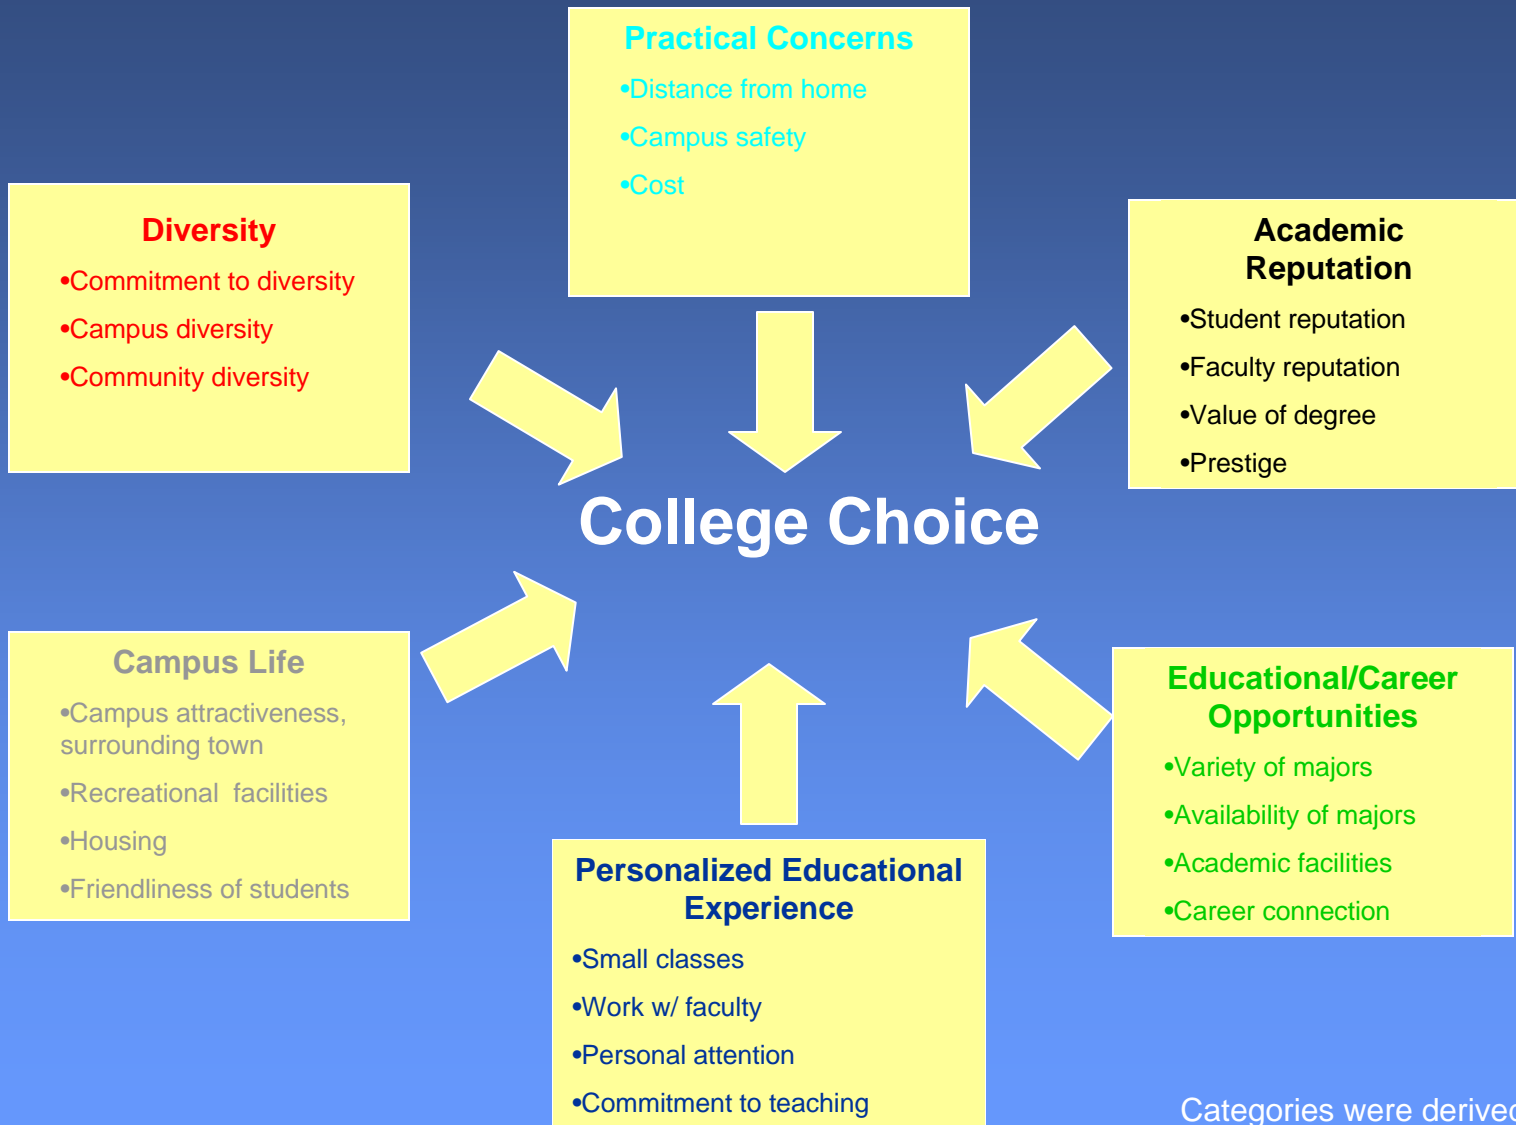 Practical Concerns
•Distance from home
•Campus safety
•Cost
Diversity
•Commitment to diversity
•Campus diversity
•Community diversity
Academic
Reputation
•Student reputation
•Faculty reputation
•Value of degree
•Prestige
College Choice
Campus Life
•Campus attractiveness,
surrounding town
•Recreational facilities
•Housing
•Friendliness of students
Educational/Career
Opportunities
•Variety of majors
•Availability of majors
•Academic facilities
•Career connection
Personalized Educational
Experience
•Small classes
•Work w/ faculty
•Personal attention
•Commitment to teaching
Categories were derived